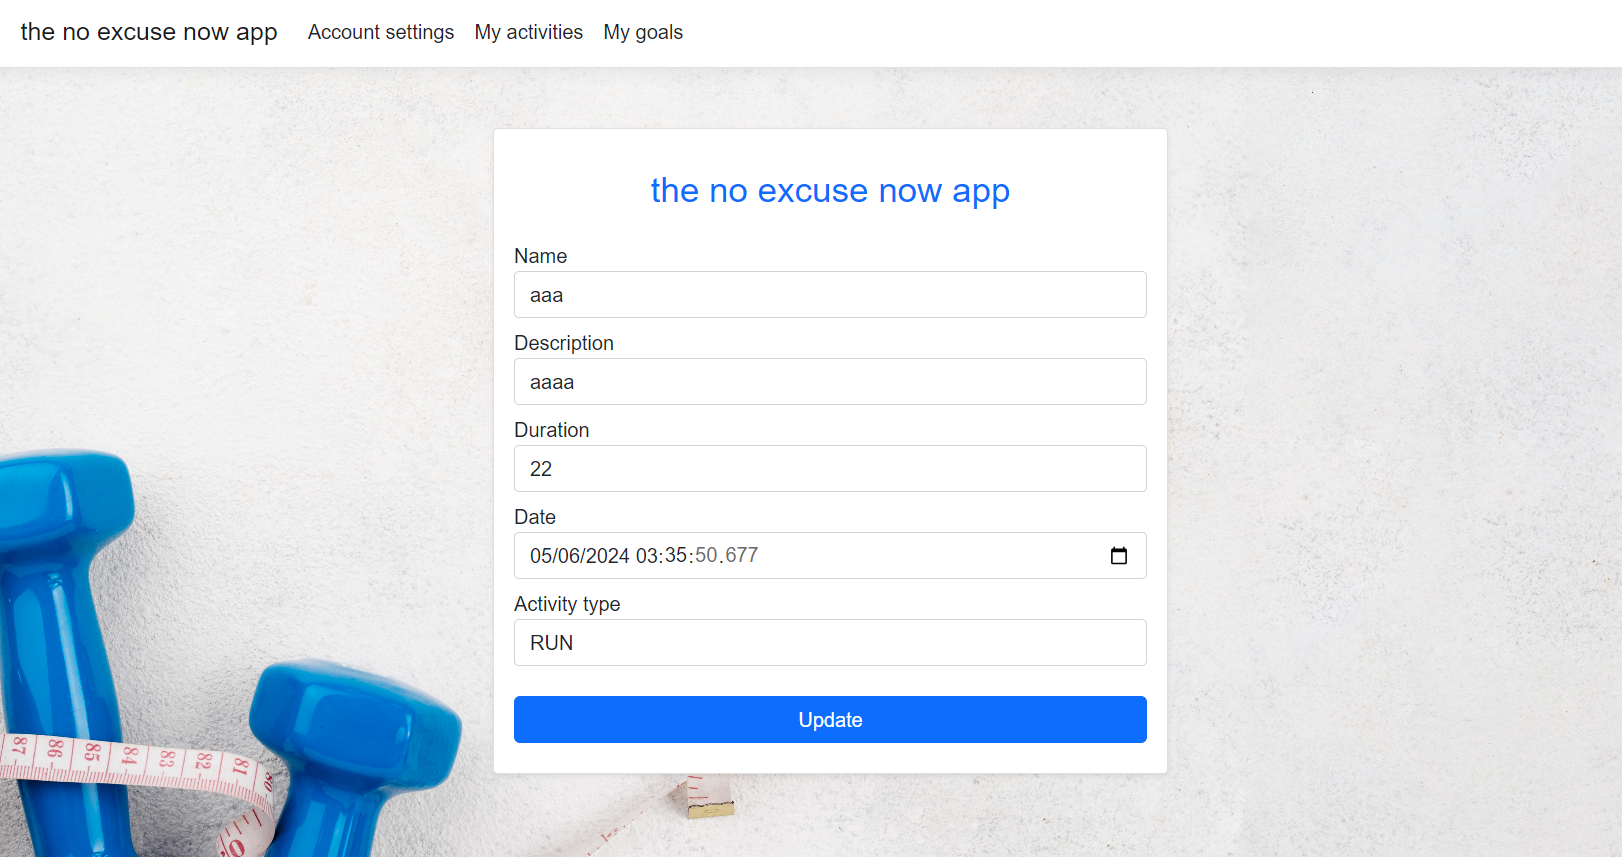 the no excuse now app Account settings My activities My goals
the no excuse now app
Name
aaa
Description
aaaa
Duration
22
Date
05/06/2024 03:35:50.677
Activity type
RUN
Update
87 86 85 84 83 82 81 80